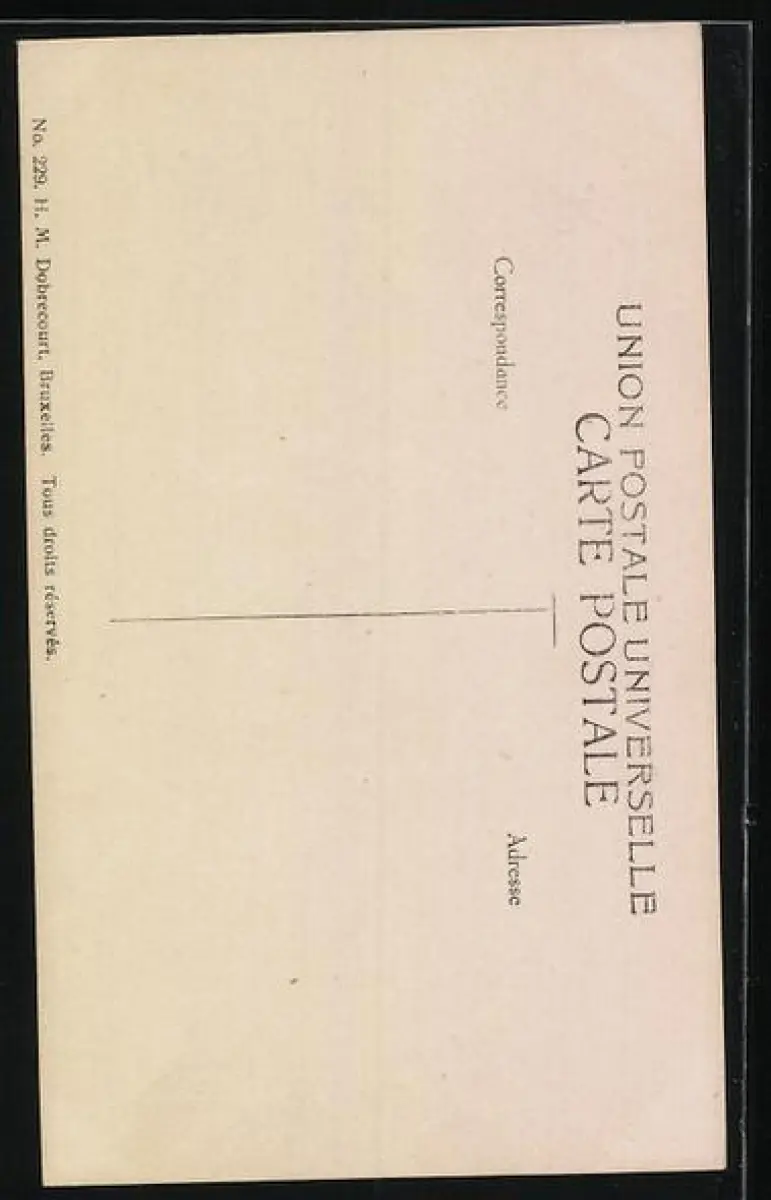 UNION POSTALE UNIVERSELLE
CARTE POSTALE
Correspondance
Adresse
No. 229. H. M. Dobrecourt, Bruxelles. Tous droits réservés.